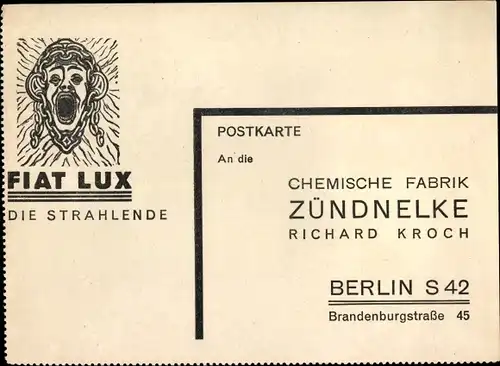 FIAT LUX
DIE STRAHLENDE
POSTKARTE
An die
CHEMISCHE FABRIK
ZÜNDNELKE
RICHARD KROCH
BERLIN S 42
Brandenburgstraße 45